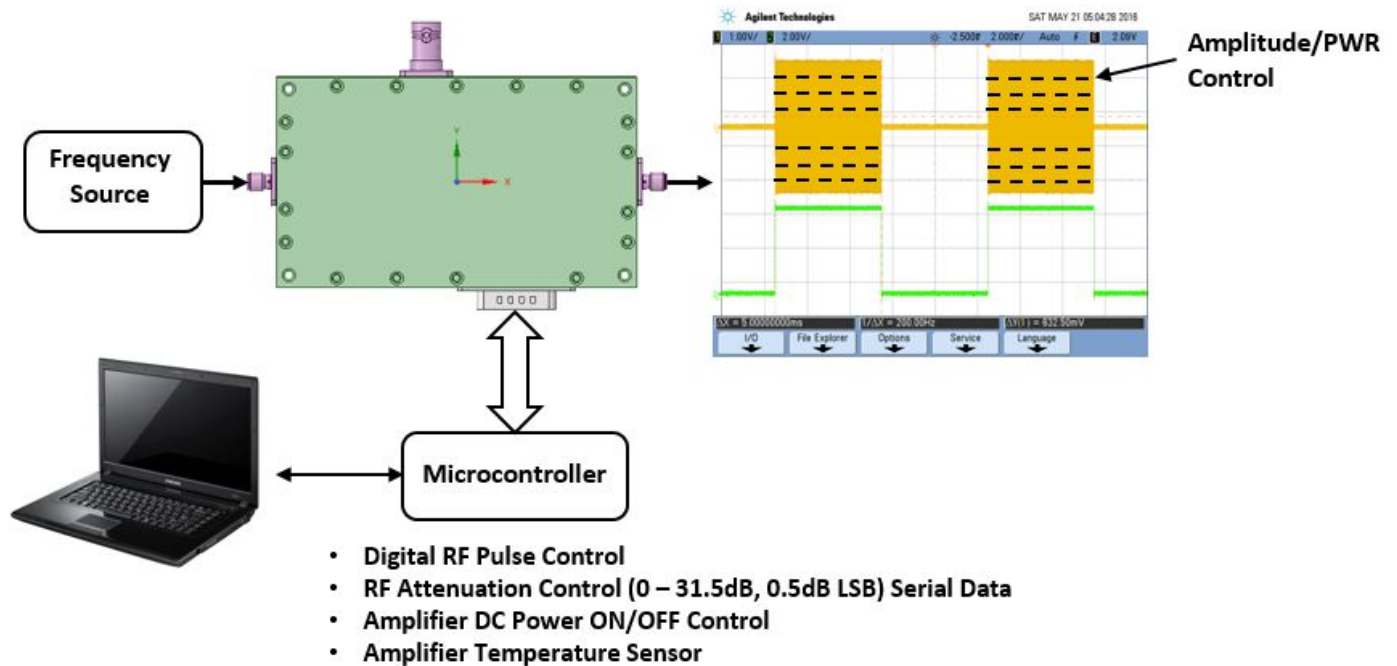 Agilent Technologies
SAT MAY 21 05:04:28 2016
1 1.00V/ 2 2.00V/ -2.500s 2.000s/ Auto E 2.08V
Amplitude/PWR
Control
Frequency
Source
Y
X
ΔX = 5.00000000ms 1/ΔX = 200.00Hz ΔY(1) = 632.50mV
I/O File Explorer Options Service Language
Microcontroller
• Digital RF Pulse Control
• RF Attenuation Control (0 – 31.5dB, 0.5dB LSB) Serial Data
• Amplifier DC Power ON/OFF Control
• Amplifier Temperature Sensor